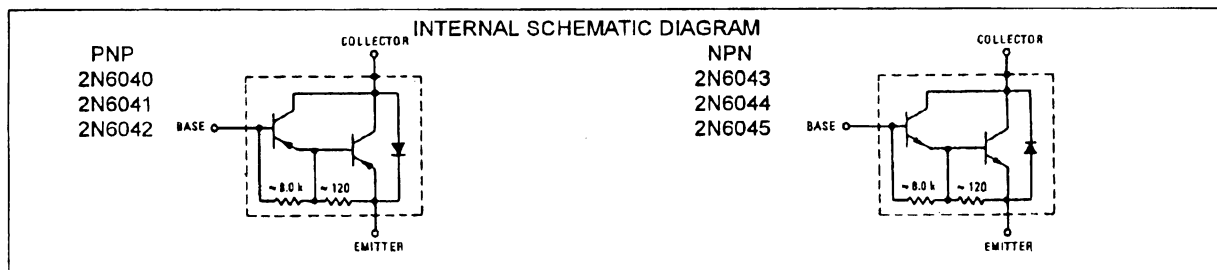 INTERNAL SCHEMATIC DIAGRAM
PNP
2N6040
2N6041
2N6042
COLLECTOR
BASE
~ 8.0 k
~ 120
EMITTER
NPN
2N6043
2N6044
2N6045
COLLECTOR
BASE
~ 8.0 k
~ 120
EMITTER